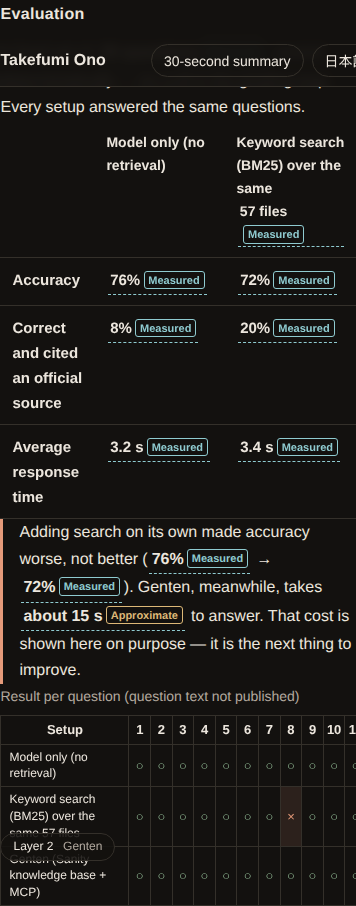 Evaluation
Takefumi Ono 30-second summary 日本
Every setup answered the same questions.
Model only (no retrieval) Keyword search (BM25) over the same 57 files Measured
Accuracy 76% Measured 72% Measured
Correct and cited an official source 8% Measured 20% Measured
Average response time 3.2 s Measured 3.4 s Measured
Adding search on its own made accuracy
worse, not better ( 76% Measured →
72% Measured ). Genten, meanwhile, takes
about 15 s Approximate to answer. That cost is
shown here on purpose — it is the next thing to
improve.
Result per question (question text not published)
Setup 1 2 3 4 5 6 7 8 9 10
Model only (no retrieval) ○ ○ ○ ○ ○ ○ ○ ○ ○ ○
Keyword search (BM25) over the same 57 files ○ ○ ○ ○ ○ ○ ○ × ○ ○
Layer 2 Genten
Genten (Sanity knowledge base + MCP) ○ ○ ○ ○ ○ ○ ○ ○ ○ ○